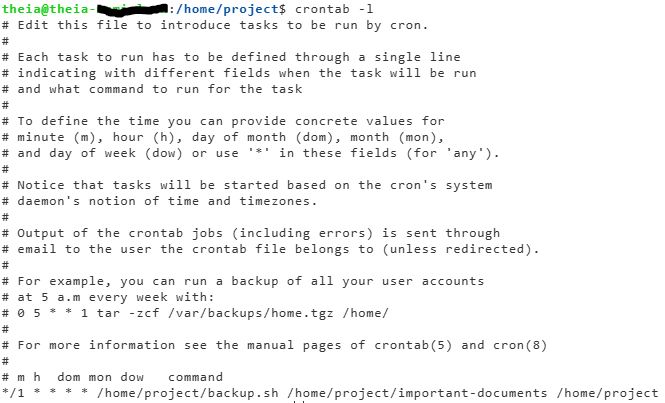 theia@theia-:/home/project$ crontab -l
# Edit this file to introduce tasks to be run by cron.
#
# Each task to run has to be defined through a single line
# indicating with different fields when the task will be run
# and what command to run for the task
#
# To define the time you can provide concrete values for
# minute (m), hour (h), day of month (dom), month (mon),
# and day of week (dow) or use '*' in these fields (for 'any').
#
# Notice that tasks will be started based on the cron's system
# daemon's notion of time and timezones.
#
# Output of the crontab jobs (including errors) is sent through
# email to the user the crontab file belongs to (unless redirected).
#
# For example, you can run a backup of all your user accounts
# at 5 a.m every week with:
# 0 5 * * 1 tar -zcf /var/backups/home.tgz /home/
#
# For more information see the manual pages of crontab(5) and cron(8)
#
# m h  dom mon dow   command
*/1 * * * * /home/project/backup.sh /home/project/important-documents /home/project